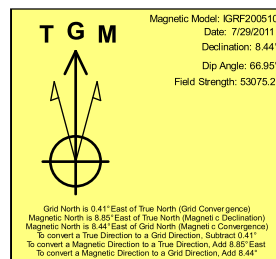 Magnetic Model: IGRF200510
Date: 7/29/2011
Declination: 8.44°
Dip Angle: 66.95°
Field Strength: 53075.2
T G M
Grid North is 0.41° East of True North (Grid Convergence)
Magnetic North is 8.85° East of True North (Magnetic Declination)
Magnetic North is 8.44° East of Grid North (Magnetic Convergence)
To convert a True Direction to a Grid Direction, Subtract 0.41°
To convert a Magnetic Direction to a True Direction, Add 8.85° East
To convert a Magnetic Direction to a Grid Direction, Add 8.44°